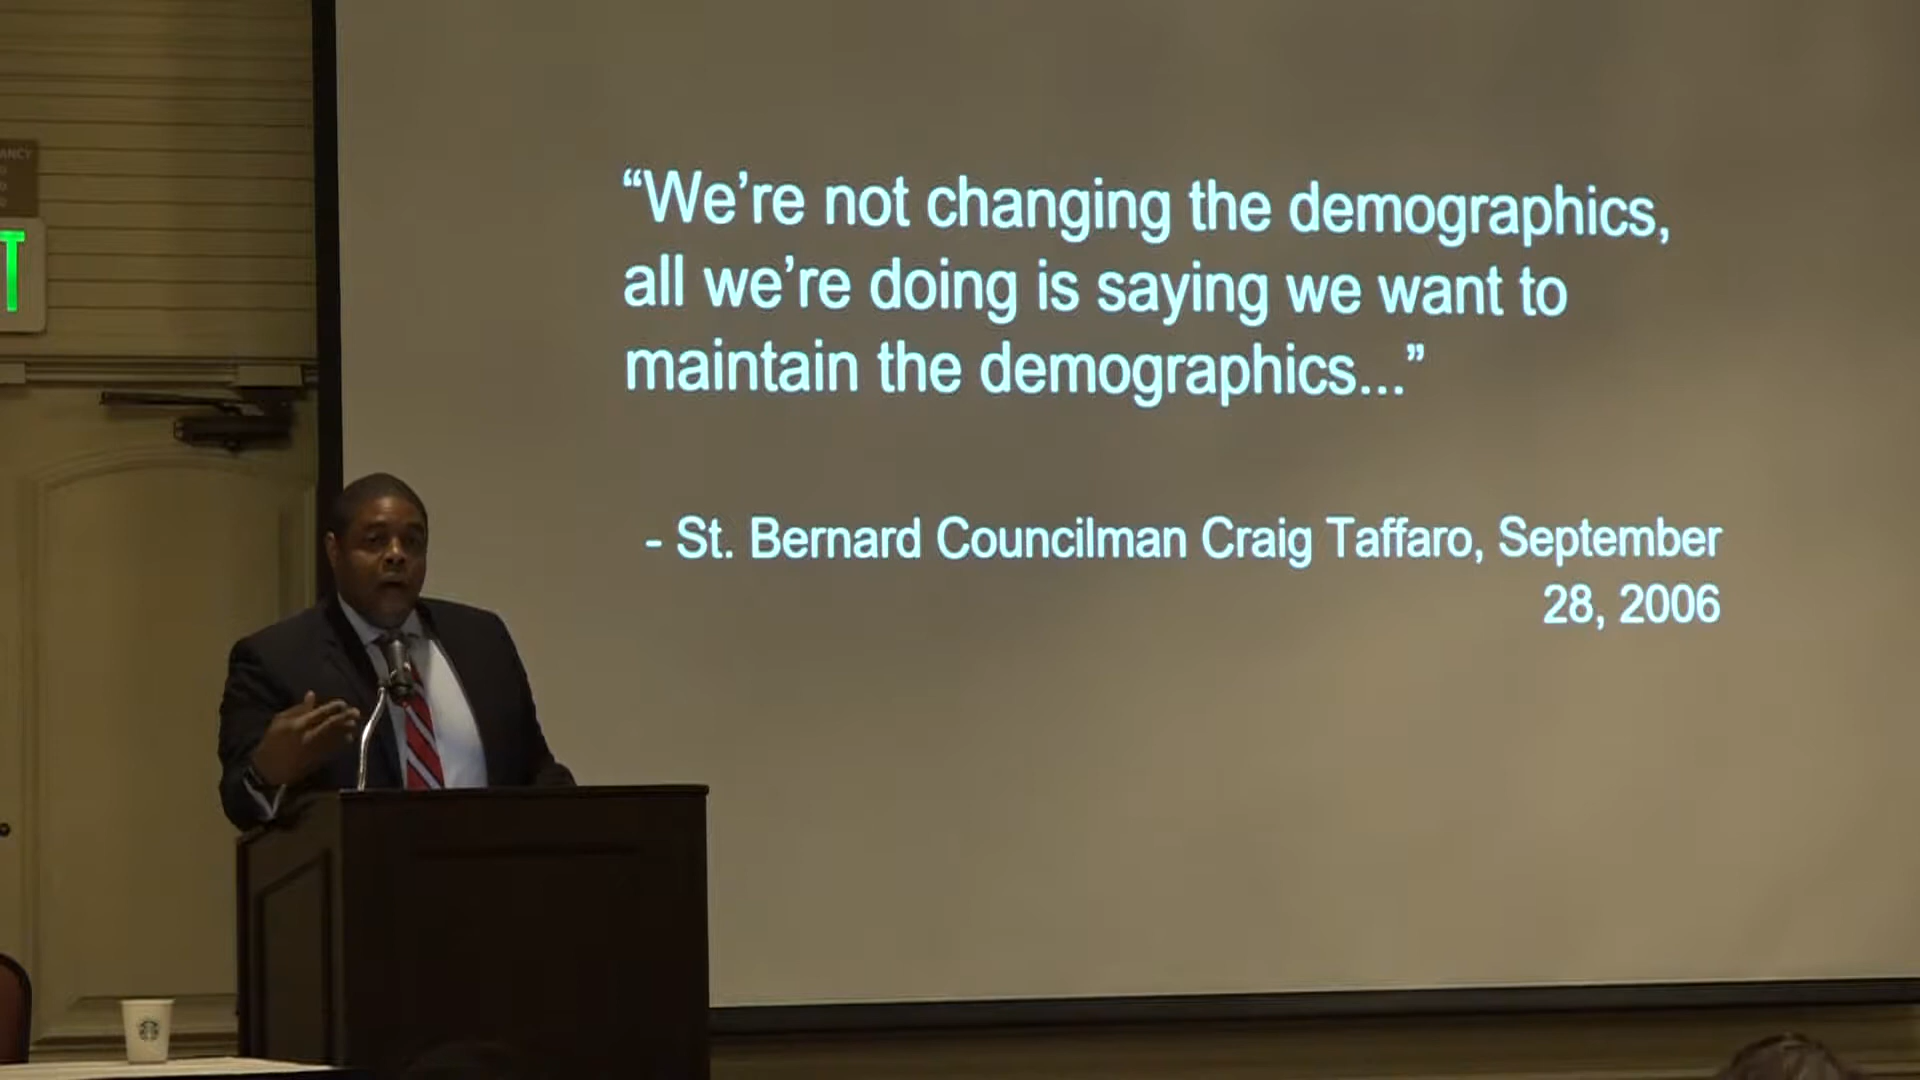 ANCY
T
“We’re not changing the demographics,
all we’re doing is saying we want to
maintain the demographics...”
- St. Bernard Councilman Craig Taffaro, September
28, 2006